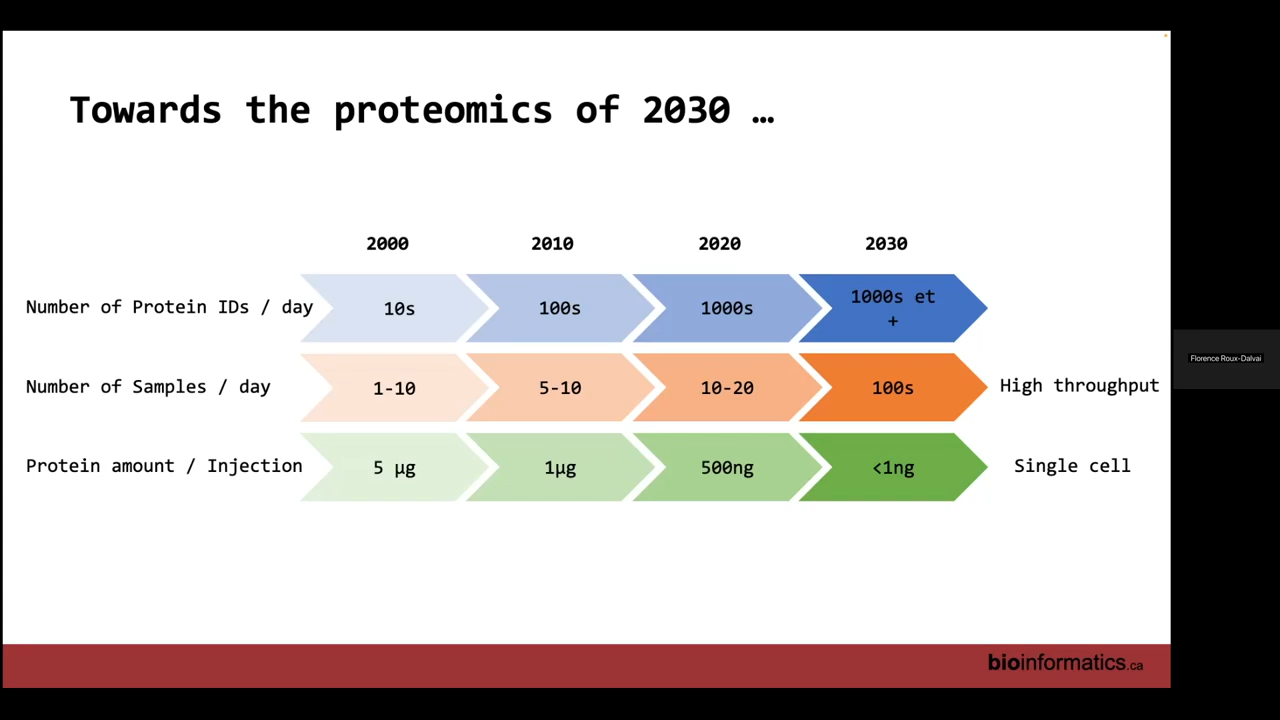 Towards the proteomics of 2030 …
2000 2010 2020 2030
Number of Protein IDs / day 10s 100s 1000s 1000s et
+
Number of Samples / day 1-10 5-10 10-20 100s High throughput
Protein amount / Injection 5 µg 1µg 500ng <1ng Single cell
Florence Roux-Dalvai
bioinformatics.ca